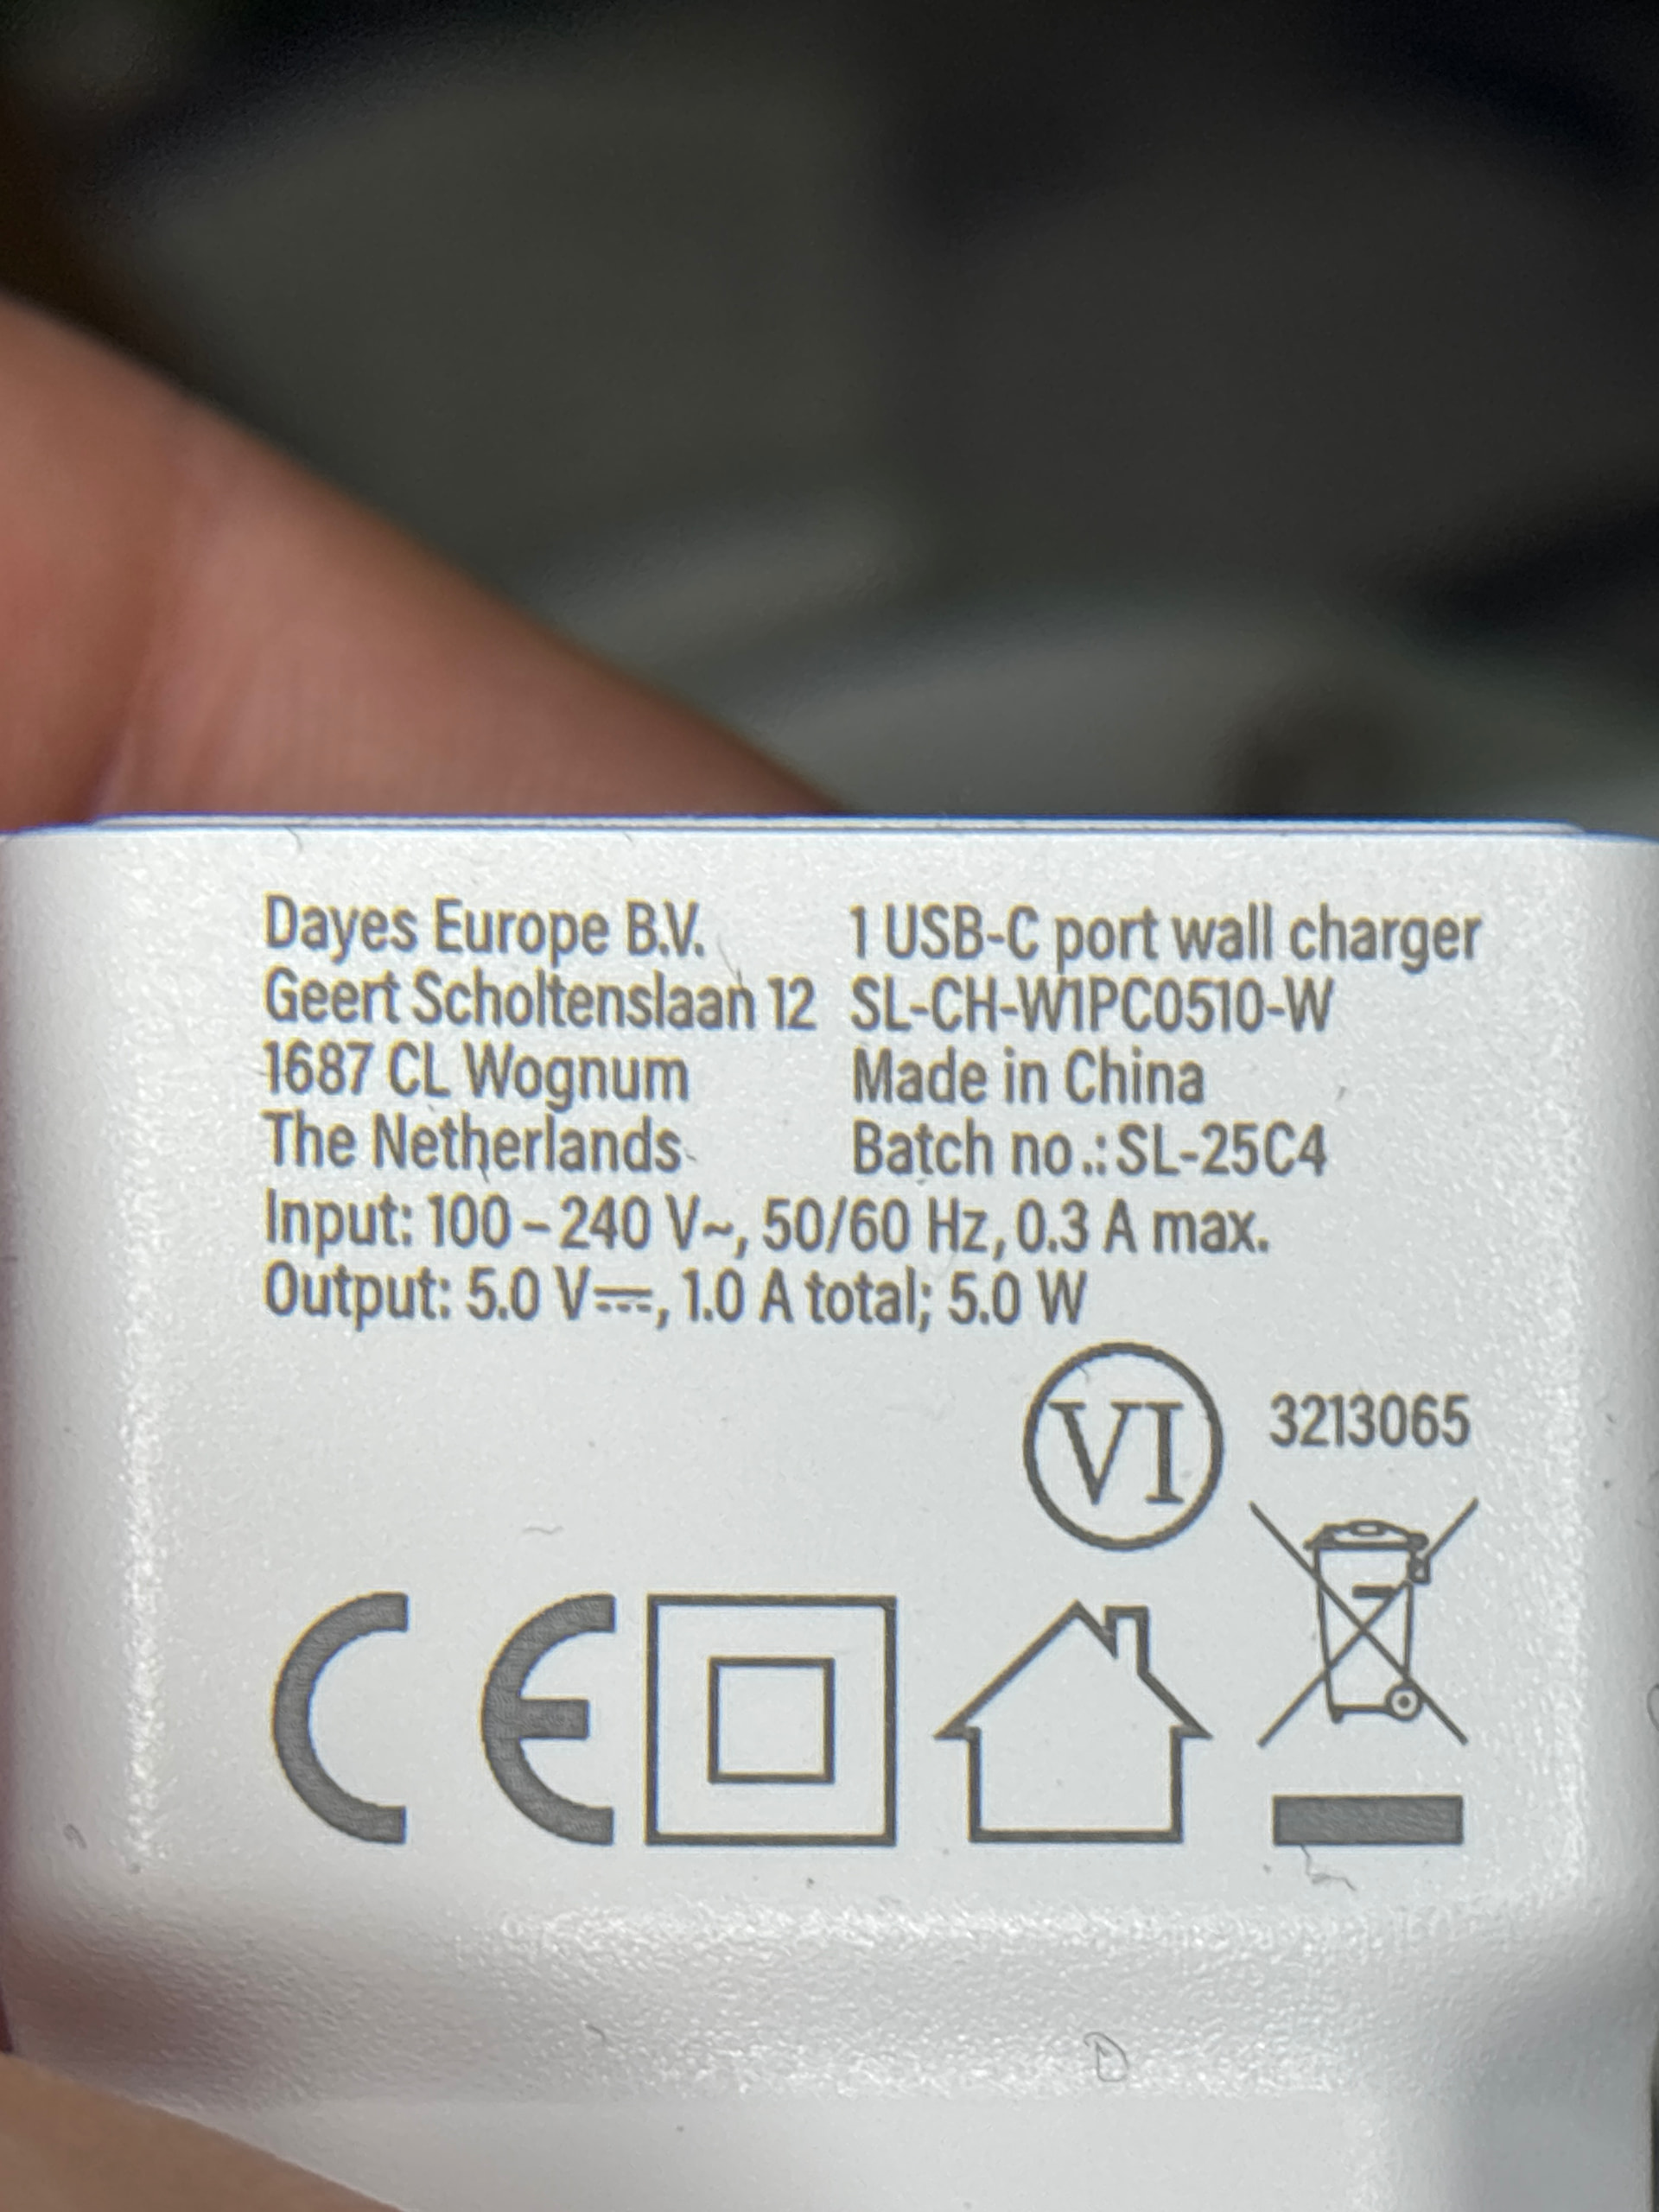 Dayes Europe B.V.
Geert Scholtenslaan 12
1687 CL Wognum
The Netherlands
1 USB-C port wall charger
SL-CH-W1PC0510-W
Made in China
Batch no.: SL-25C4
Input: 100 – 240 V~, 50/60 Hz, 0.3 A max.
Output: 5.0 V⎓, 1.0 A total; 5.0 W
VI
3213065
CE